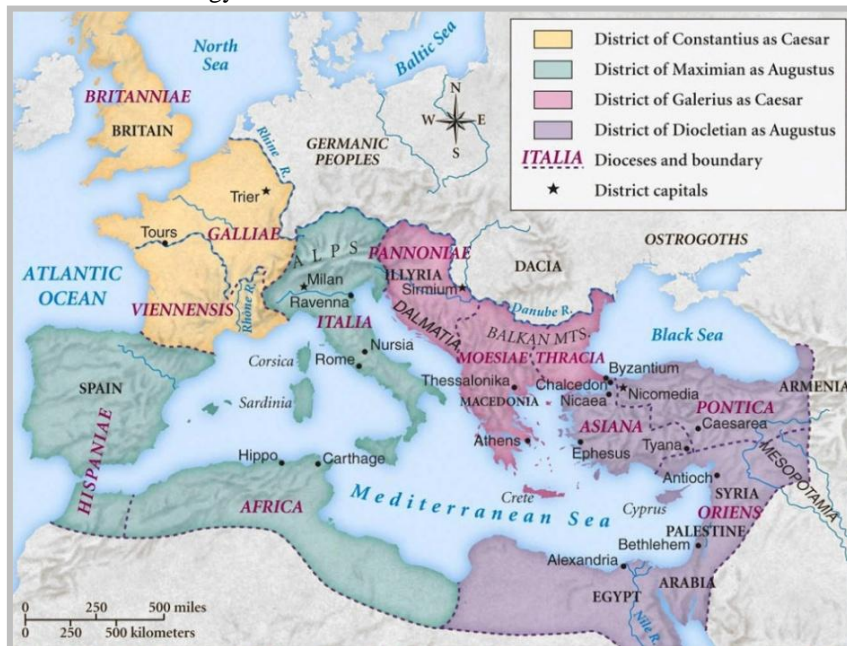 District of Constantius as Caesar
District of Maximian as Augustus
District of Galerius as Caesar
District of Diocletian as Augustus
ITALIA Dioceses and boundary
District capitals
North
Sea
Baltic Sea
N
W E
S
BRITANNIAE
BRITAIN
GERMANIC
PEOPLES
Rhine R.
Trier
Tours
GALLIAE
ATLANTIC
OCEAN
VIENNENSIS
Rhône R.
ALPS
Milan
Ravenna
ITALIA
PANNONIAE
ILLYRIA
Sirmium
DACIA
OSTROGOTHS
Danube R.
DALMATIA
BALKAN MTS.
Black Sea
Corsica
Nursia
Rome
MOESIAE
THRACIA
Byzantium
SPAIN
Sardinia
Thessalonika
MACEDONIA
Chalcedon
Nicaea
Nicomedia
ARMENIA
PONTICA
Caesarea
HISPANIAE
Athens
ASIANA
Ephesus
Tyana
MESOPOTAMIA
Hippo
Carthage
Antioch
SYRIA
AFRICA
Mediterranean Sea
Crete
Cyprus
ORIENS
PALESTINE
Bethlehem
Alexandria
ARABIA
EGYPT
Nile R.
0 250 500 miles
0 250 500 kilometers